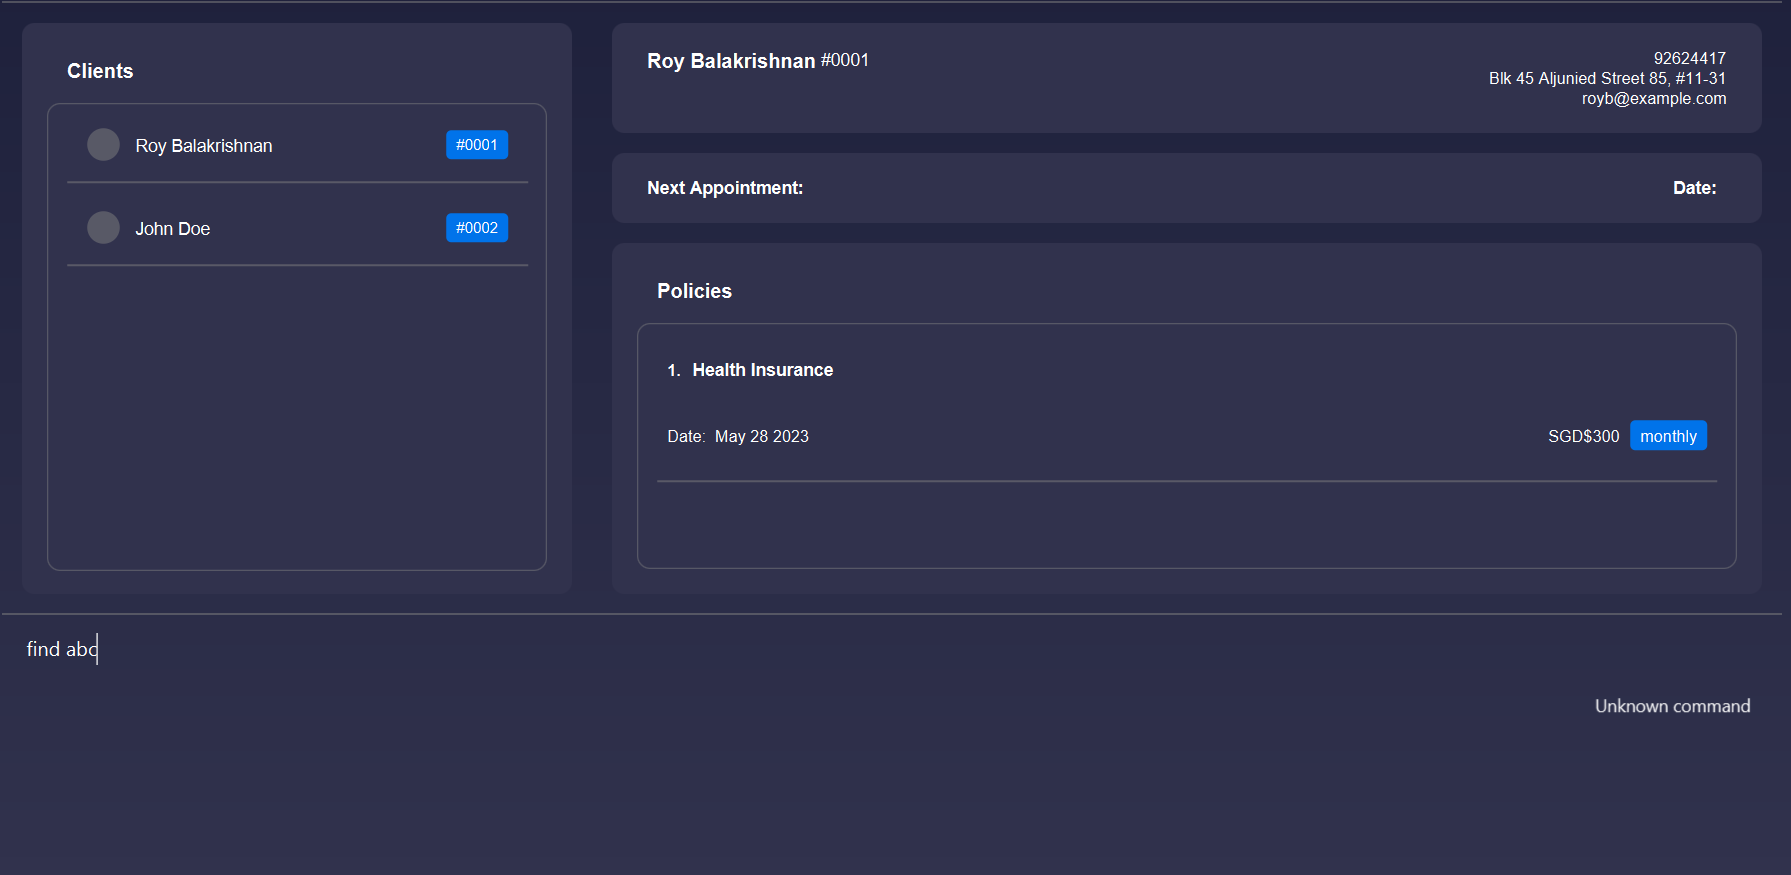 Clients
Roy Balakrishnan #0001
John Doe #0002
Roy Balakrishnan #0001
92624417
Blk 45 Aljunied Street 85, #11-31
royb@example.com
Next Appointment: Date:
Policies
1. Health Insurance
Date: May 28 2023 SGD$300 monthly
find abc
Unknown command